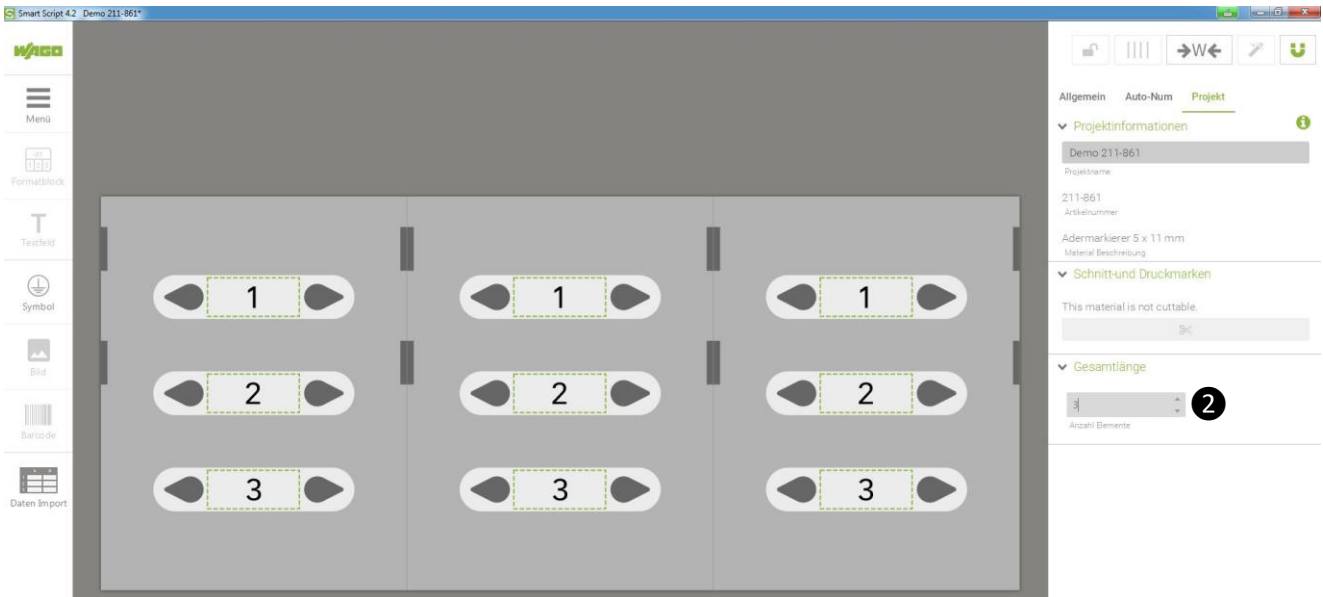 Smart Script 4.2 Demo 211-861*
WAGO
Menü
Formatblock
Textfeld
Symbol
Bild
Barcode
Daten Import
1 1 1
2 2 2
3 3 3
→W←
Allgemein Auto-Num Projekt
Projektinformationen
Demo 211-861
Projektname
211-861
Artikelnummer
Adermarkierer 5 x 11 mm
Material Beschreibung
Schnitt-und Druckmarken
This material is not cuttable.
Gesamtlänge
3 2
Anzahl Elemente